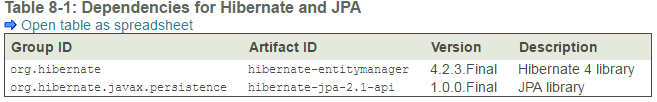 Table 8-1: Dependencies for Hibernate and JPA
Open table as spreadsheet
Group ID Artifact ID Version Description
org.hibernate hibernate-entitymanager 4.2.3.Final Hibernate 4 library
org.hibernate.javax.persistence hibernate-jpa-2.1-api 1.0.0.Final JPA library